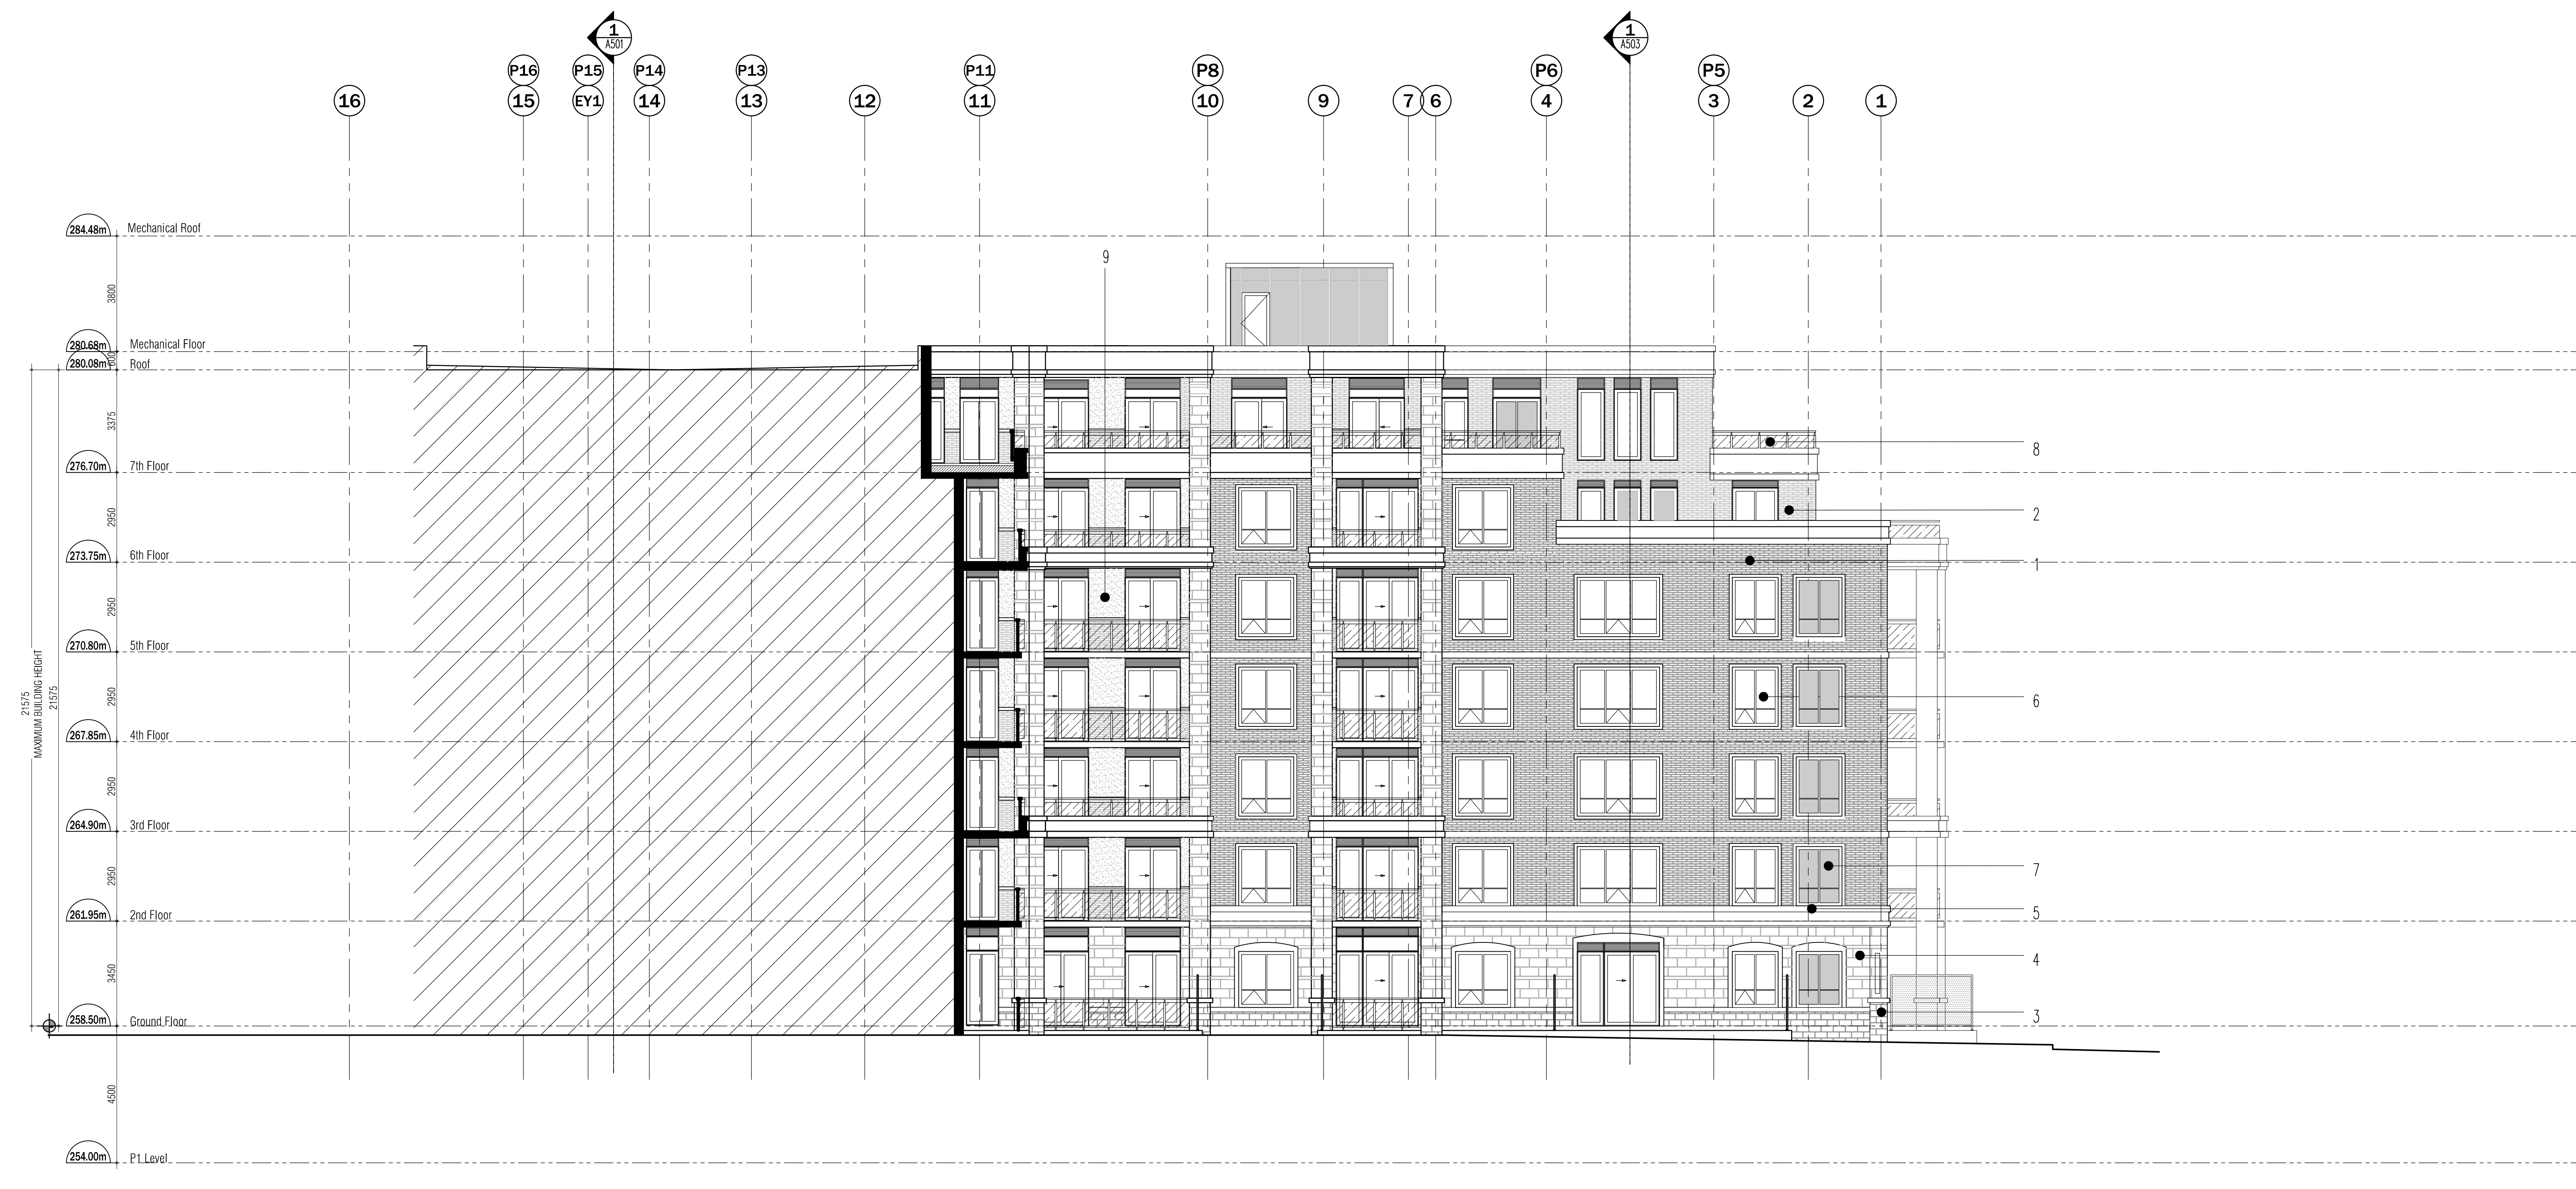 1
A501
1
A503
P16
P15
P14
P13
P11
P8
P6
P5
16
15
EY1
14
13
12
11
10
9
7
6
4
3
2
1
284.48m Mechanical Roof
9
3800
280.68m Mechanical Floor
600
280.08m Roof
3375
8
276.70m 7th Floor
2950
2
273.75m 6th Floor
1
2950
270.80m 5th Floor
21575
MAXIMUM BUILDING HEIGHT
21575
2950
6
267.85m 4th Floor
2950
264.90m 3rd Floor
2950
7
261.95m 2nd Floor
5
3450
4
258.50m Ground Floor
3
4500
254.00m P1 Level